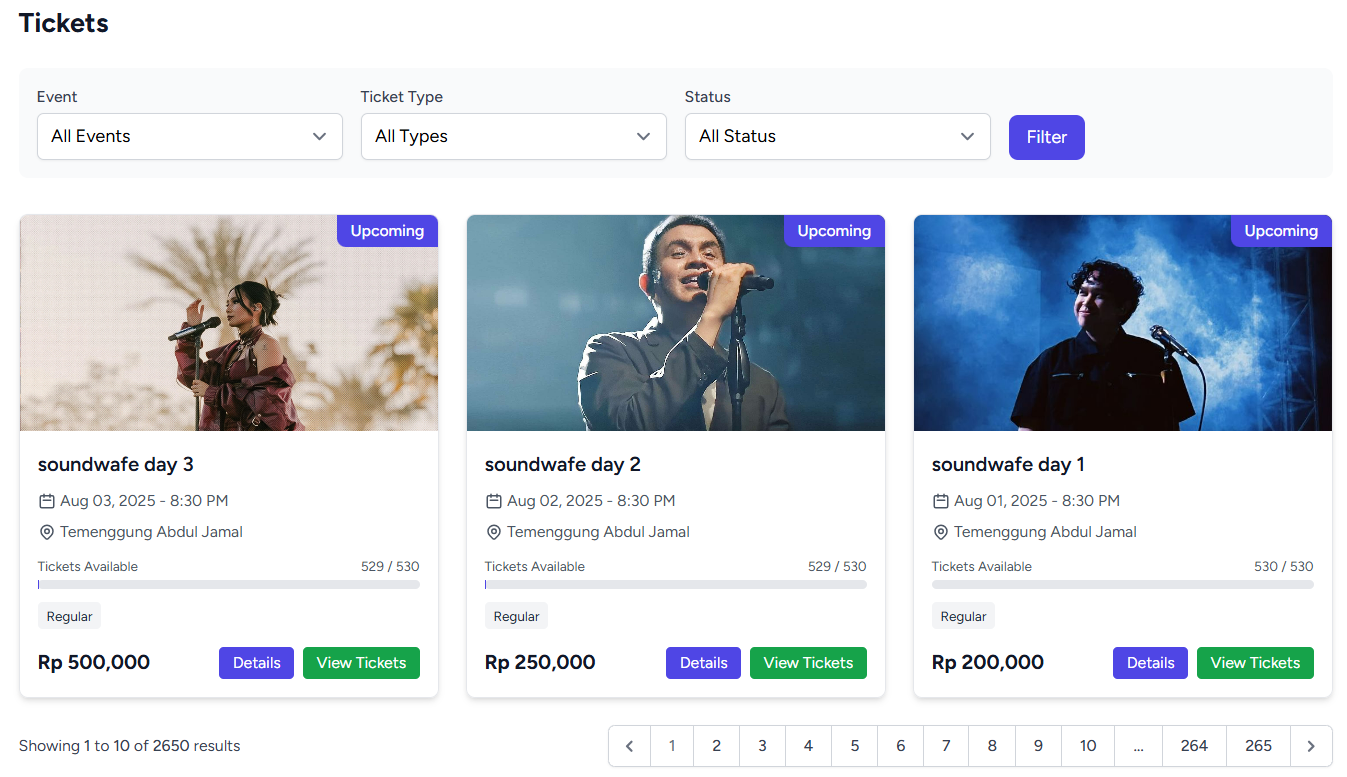 Tickets
Event Ticket Type Status
All Events All Types All Status Filter
Upcoming Upcoming Upcoming
soundwafe day 3
Aug 03, 2025 - 8:30 PM
Temenggung Abdul Jamal
Tickets Available 529 / 530
Regular
Rp 500,000 Details View Tickets
soundwafe day 2
Aug 02, 2025 - 8:30 PM
Temenggung Abdul Jamal
Tickets Available 529 / 530
Regular
Rp 250,000 Details View Tickets
soundwafe day 1
Aug 01, 2025 - 8:30 PM
Temenggung Abdul Jamal
Tickets Available 530 / 530
Regular
Rp 200,000 Details View Tickets
Showing 1 to 10 of 2650 results 1 2 3 4 5 6 7 8 9 10 ... 264 265